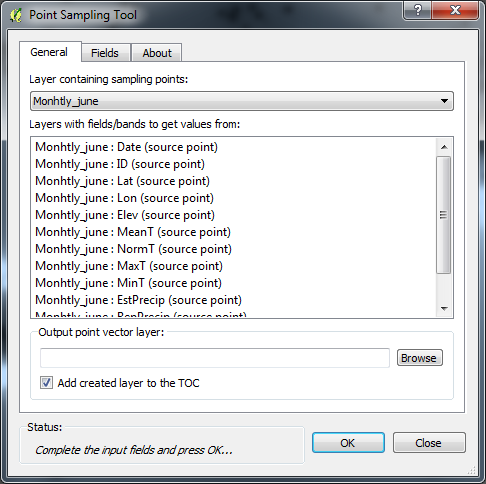 Point Sampling Tool
General Fields About
Layer containing sampling points:
Monhtly_june
Layers with fields/bands to get values from:
Monhtly_june : Date (source point)
Monhtly_june : ID (source point)
Monhtly_june : Lat (source point)
Monhtly_june : Lon (source point)
Monhtly_june : Elev (source point)
Monhtly_june : MeanT (source point)
Monhtly_june : NormT (source point)
Monhtly_june : MaxT (source point)
Monhtly_june : MinT (source point)
Monhtly_june : EstPrecip (source point)
Monhtly_june : RepPrecip (source point)
Output point vector layer:
Browse
Add created layer to the TOC
Status:
Complete the input fields and press OK...
OK Close